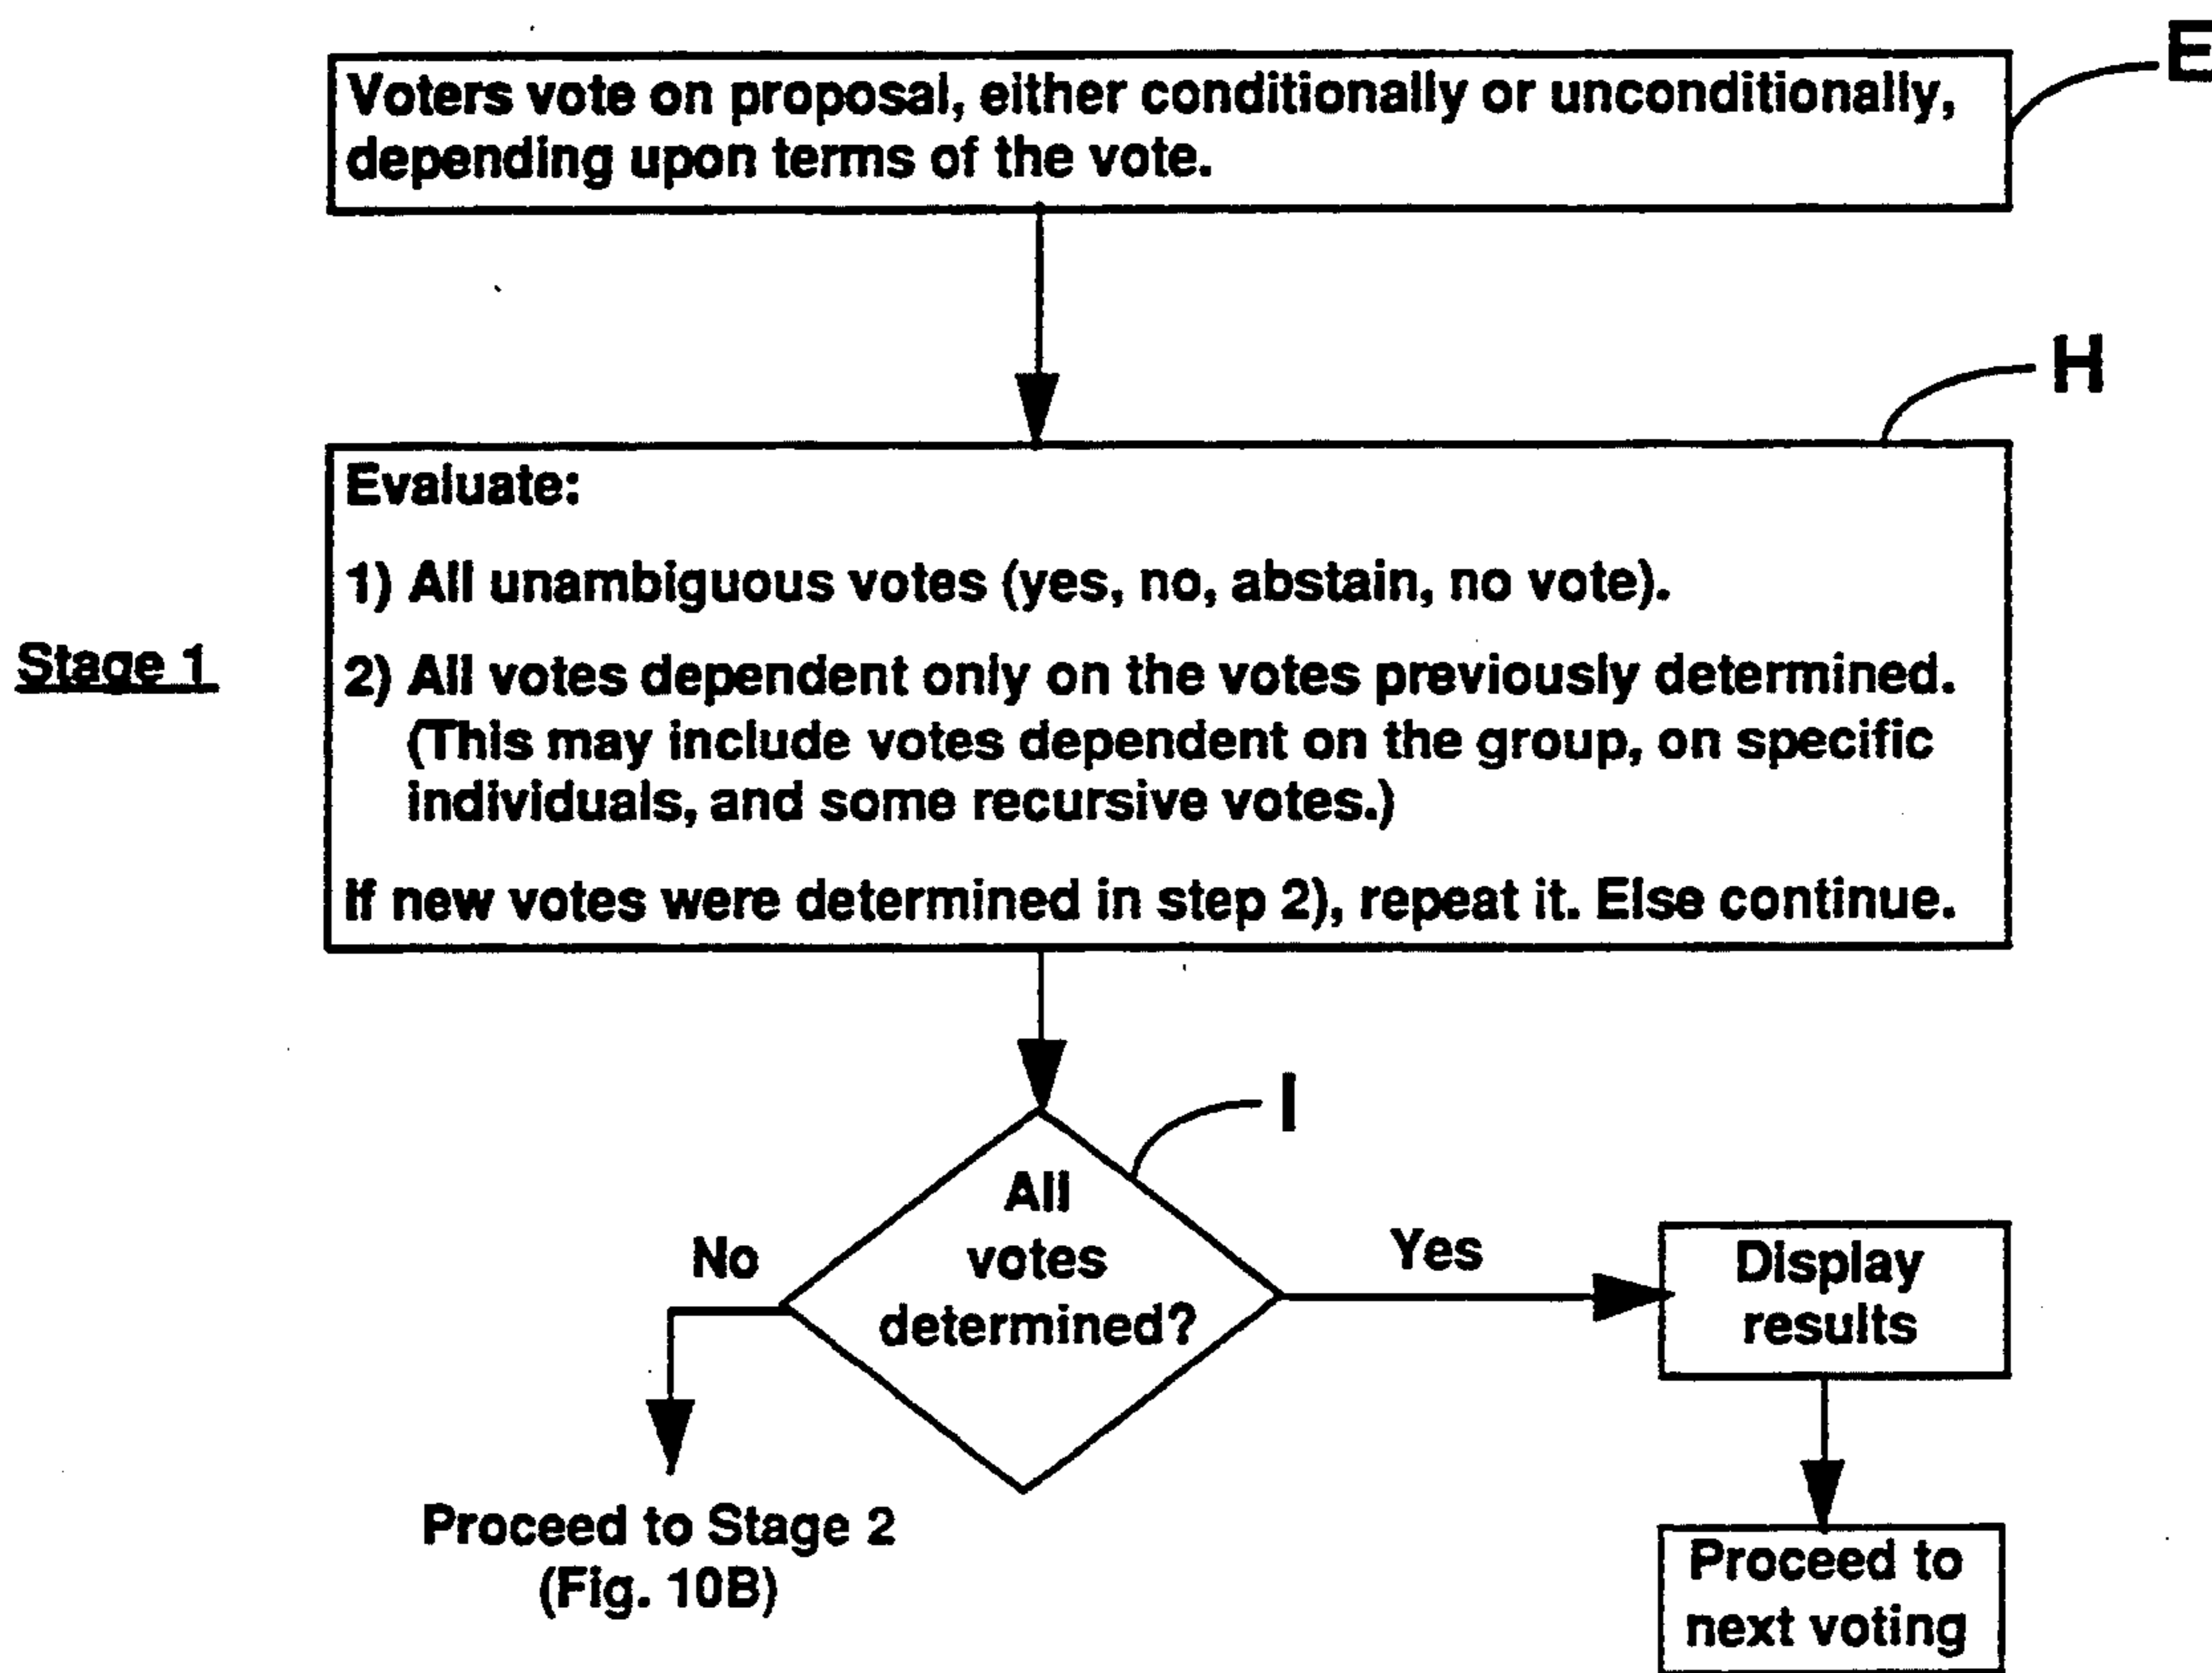 E
Voters vote on proposal, either conditionally or unconditionally,
depending upon terms of the vote.
H
Evaluate:
1) All unambiguous votes (yes, no, abstain, no vote).
Stage 1
2) All votes dependent only on the votes previously determined.
(This may include votes dependent on the group, on specific
individuals, and some recursive votes.)
If new votes were determined in step 2), repeat it. Else continue.
I
All
votes
determined?
No
Yes
Display
results
Proceed to Stage 2
(Fig. 10B)
Proceed to
next voting